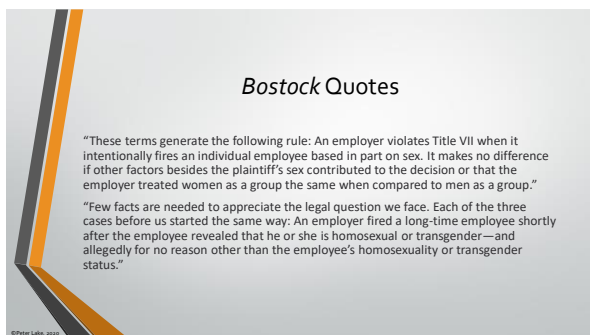 Bostock Quotes
“These terms generate the following rule: An employer violates Title VII when it
intentionally fires an individual employee based in part on sex. It makes no difference
if other factors besides the plaintiff’s sex contributed to the decision or that the
employer treated women as a group the same when compared to men as a group.”
“Few facts are needed to appreciate the legal question we face. Each of the three
cases before us started the same way: An employer fired a long-time employee shortly
after the employee revealed that he or she is homosexual or transgender—and
allegedly for no reason other than the employee’s homosexuality or transgender
status.”
©Peter Lake, 2020